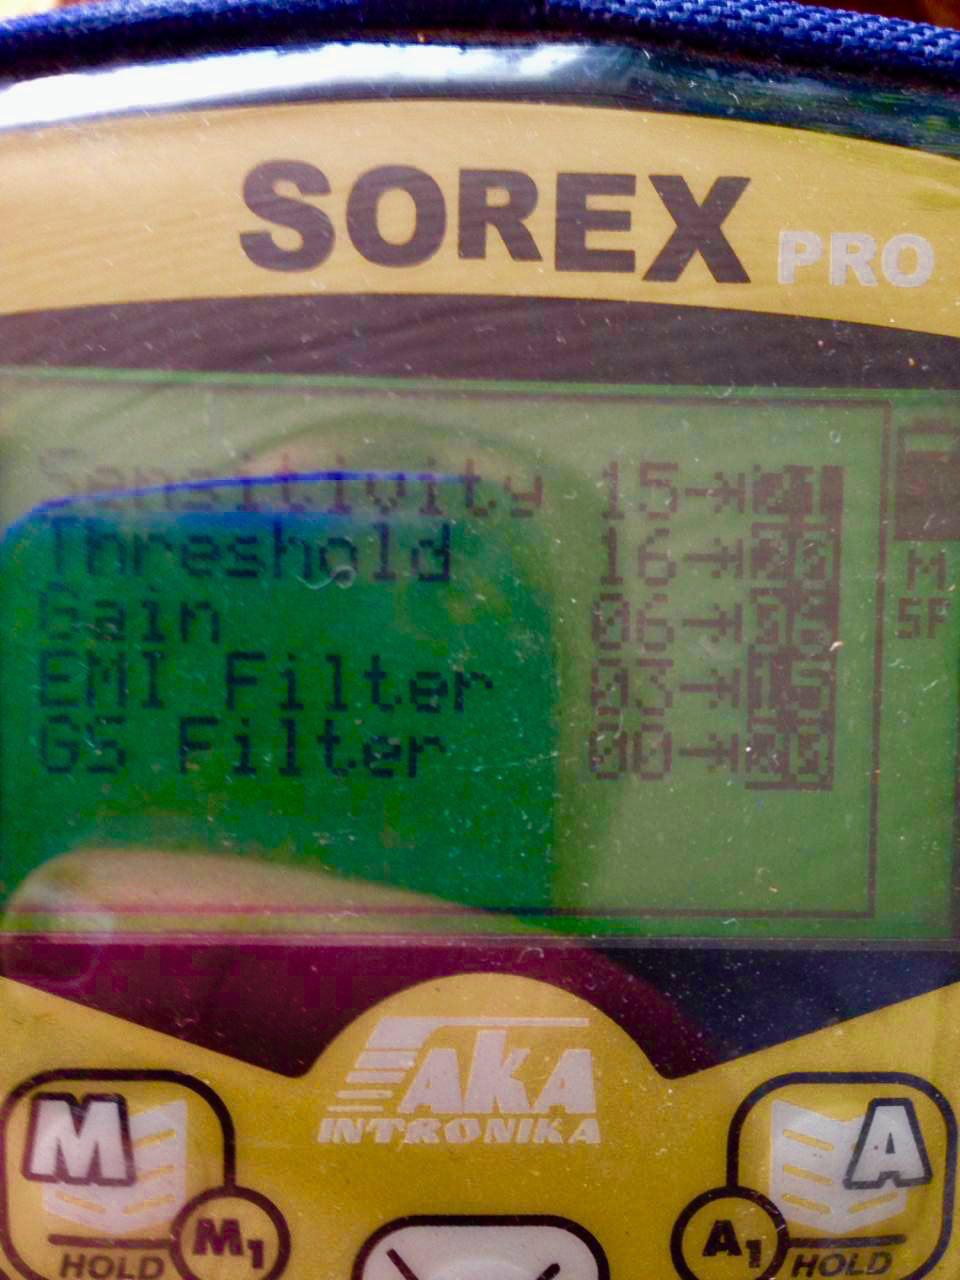 SOREX PRO
Sensitivity 15→
Threshold 16→
Gain 06→
EMI Filter 03→15
GS Filter 00→
M
SF
AKA
INTRONIKA
M A
M1 A1
HOLD HOLD